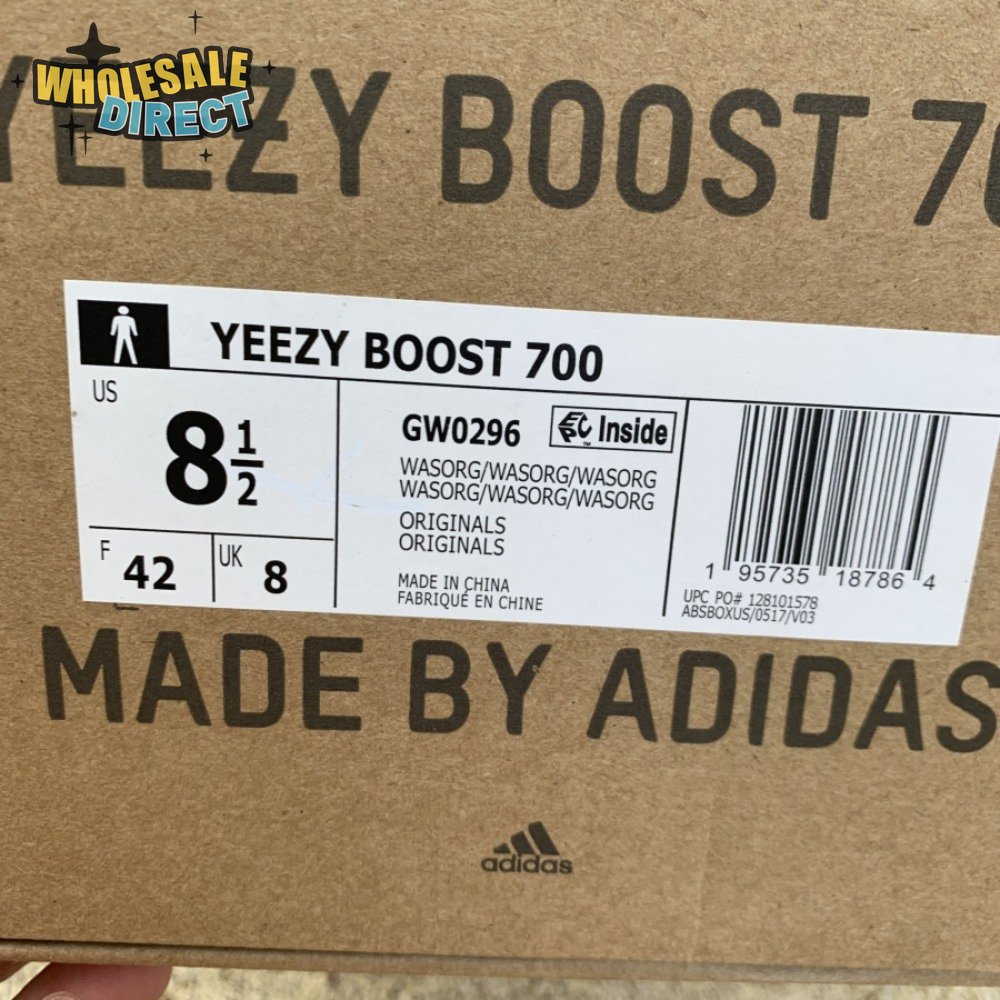 WHOLESALE
DIRECT
YEEZY BOOST 70
YEEZY BOOST 700
US
8 1/2
F 42
UK 8
GW0296
EPC Inside
WASORG/WASORG/WASORG
WASORG/WASORG/WASORG
ORIGINALS
ORIGINALS
MADE IN CHINA
FABRIQUÉ EN CHINE
1 95735 18786 4
UPC PO# 128101578
ABSBOXUS/0517/V03
MADE BY ADIDAS
adidas